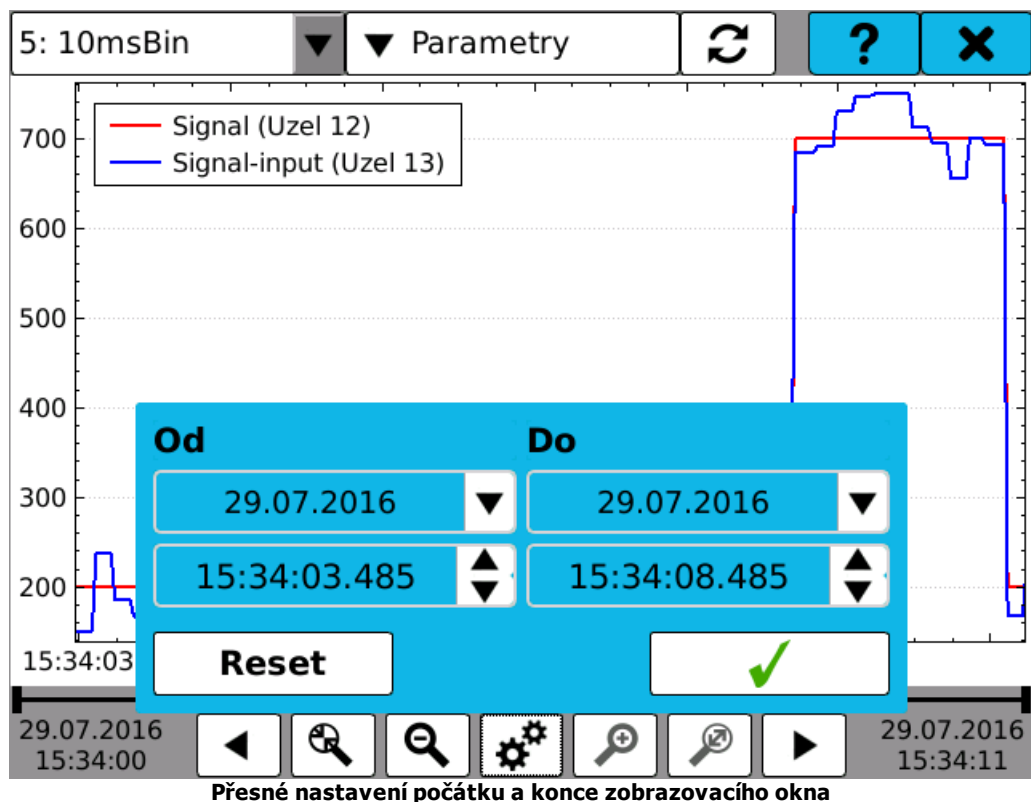 5: 10msBin ▼ ▼ Parametry ?
Signal (Uzel 12)
Signal-input (Uzel 13)
700
600
500
400
300
200
Od Do
29.07.2016 29.07.2016
15:34:03.485 15:34:08.485
Reset
15:34:03
29.07.2016 29.07.2016
15:34:00 15:34:11
Přesné nastavení počátku a konce zobrazovacího okna